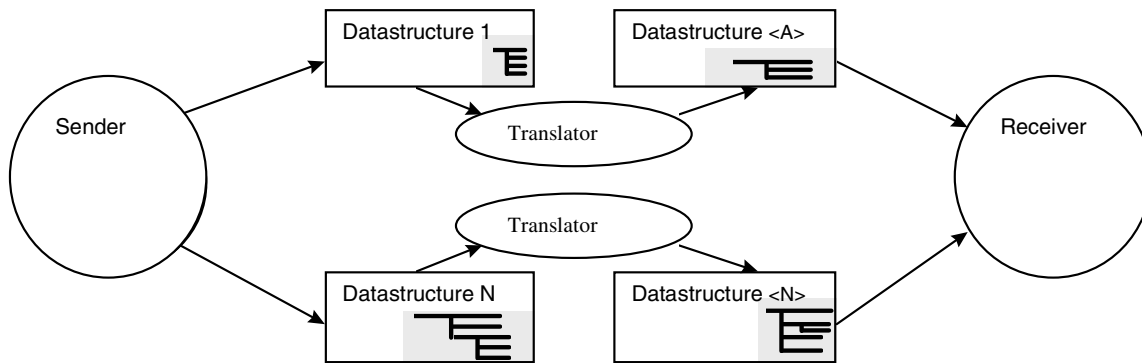 Datastructure 1
Datastructure <A>
Sender
Translator
Receiver
Translator
Datastructure N
Datastructure <N>